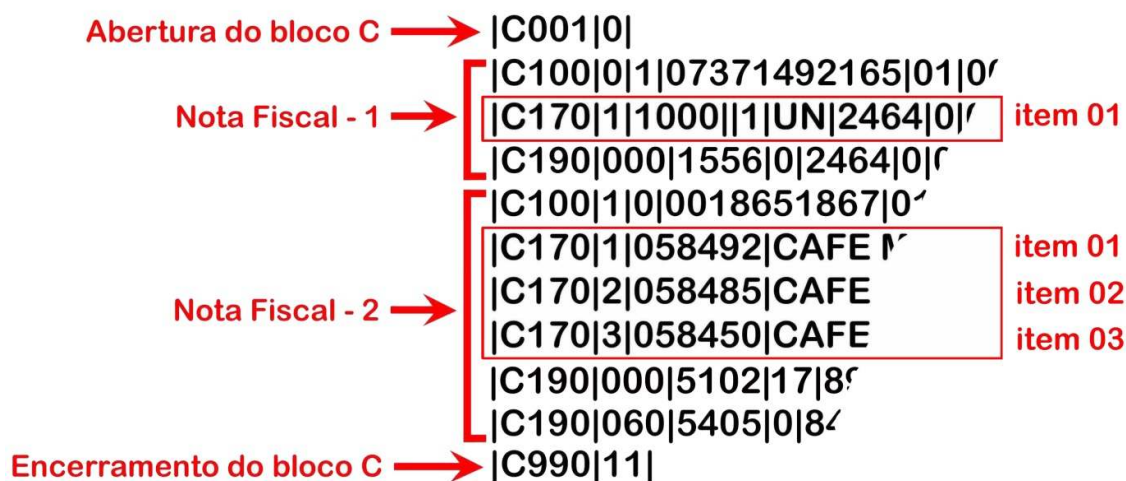 Abertura do bloco C |C001|0|
|C100|0|1|07371492165|01|0
Nota Fiscal - 1 |C170|1|1000||1|UN|2464|0| item 01
|C190|000|1556|0|2464|0|
|C100|1|0|0018651867|0
|C170|1|058492|CAFE item 01
|C170|2|058485|CAFE item 02
Nota Fiscal - 2 |C170|3|058450|CAFE item 03
|C190|000|5102|17|8
|C190|060|5405|0|84
Encerramento do bloco C |C990|11|